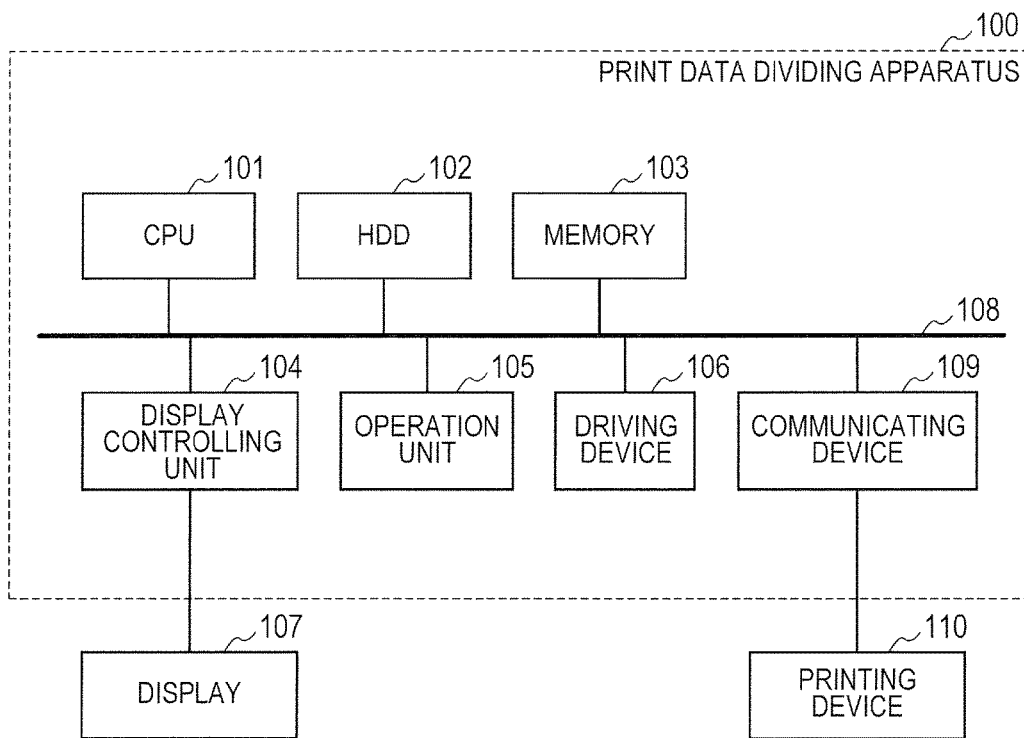 100
PRINT DATA DIVIDING APPARATUS
101
102
103
CPU
HDD
MEMORY
108
104
105
106
109
DISPLAY
CONTROLLING
UNIT
OPERATION
UNIT
DRIVING
DEVICE
COMMUNICATING
DEVICE
107
110
DISPLAY
PRINTING
DEVICE